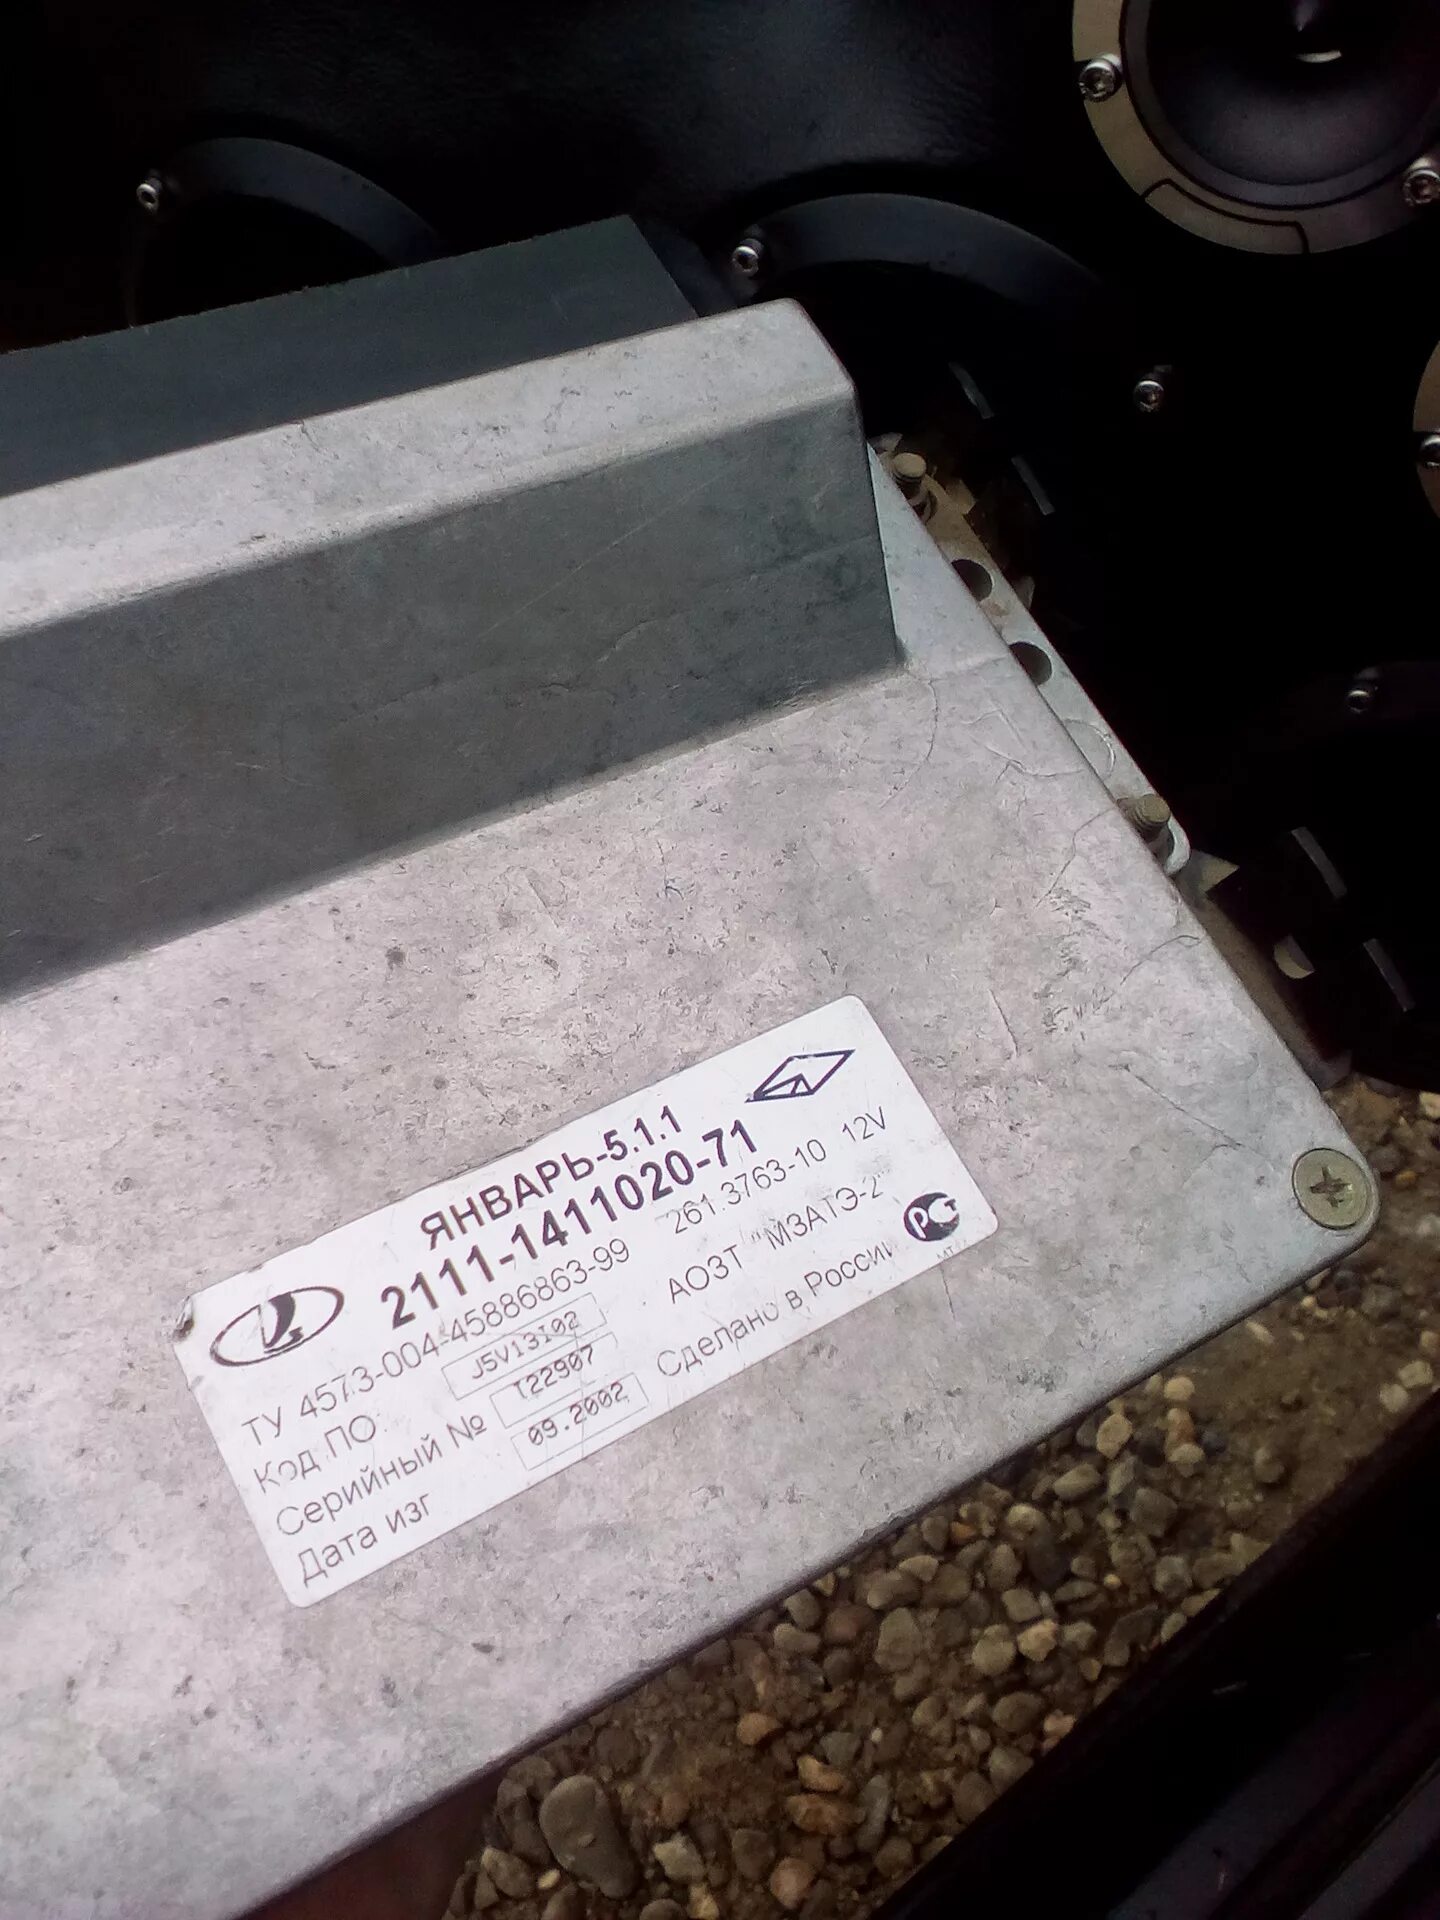 ЯНВАРЬ-5.1.1
2111-1411020-71
ТУ 4573-004-45886863-99 261.3763-10 12V
Код ПО: J5V13I02 АОЗТ "МЗАТЭ-2"
Серийный № T22907 Сделано в России
Дата изг 09.2002
РСТ